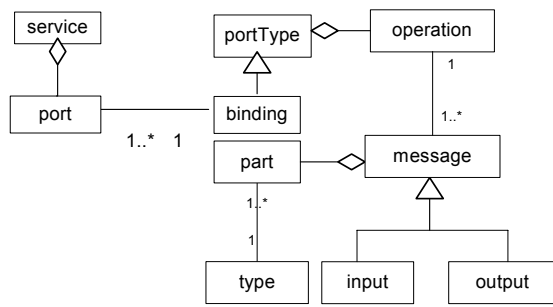 service
portType
operation
1
port
binding
1..* 1
1..*
part
message
1..*
1
type
input
output